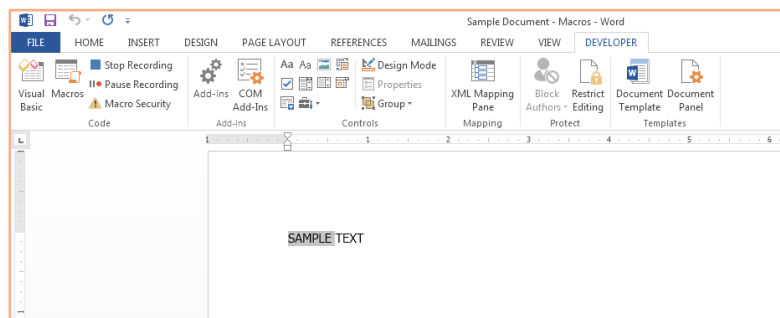 Sample Document - Macros - Word
FILE HOME INSERT DESIGN PAGE LAYOUT REFERENCES MAILINGS REVIEW VIEW DEVELOPER
Visual Basic
Macros
Stop Recording
Pause Recording
Macro Security
Code
Add-Ins
COM Add-Ins
Add-Ins
Aa Aa
Design Mode
Properties
Group
Controls
XML Mapping Pane
Mapping
Block Authors
Restrict Editing
Protect
Document Template
Document Panel
Templates
1 1 2 3 4 5 6
SAMPLE TEXT